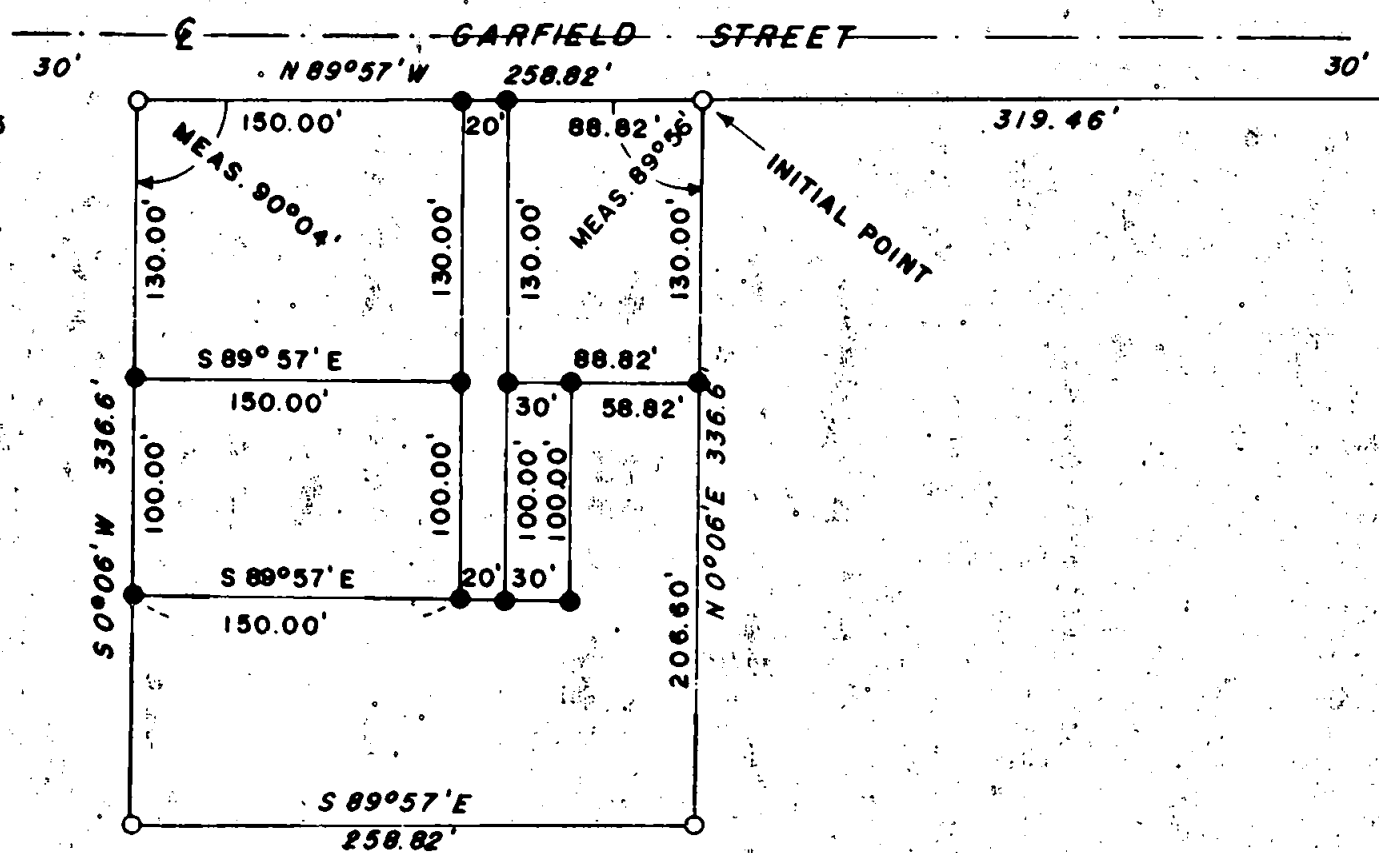 ℄ GARFIELD STREET
30' 30'
N 89°57' W 258.82'
150.00' 20' 88.82' 319.46'
MEAS. 90°04' MEAS. 89°56' INITIAL POINT
130.00' 130.00' 130.00' 130.00'
S 89° 57' E 88.82'
150.00' 30' 58.82'
S 0°06' W 336.6' N 0°06'E 336.6'
100.00' 100.00' 100.00' 100.00'
S 89°57' E 20' 30'
150.00' 206.60'
S 89°57'E
258.82'